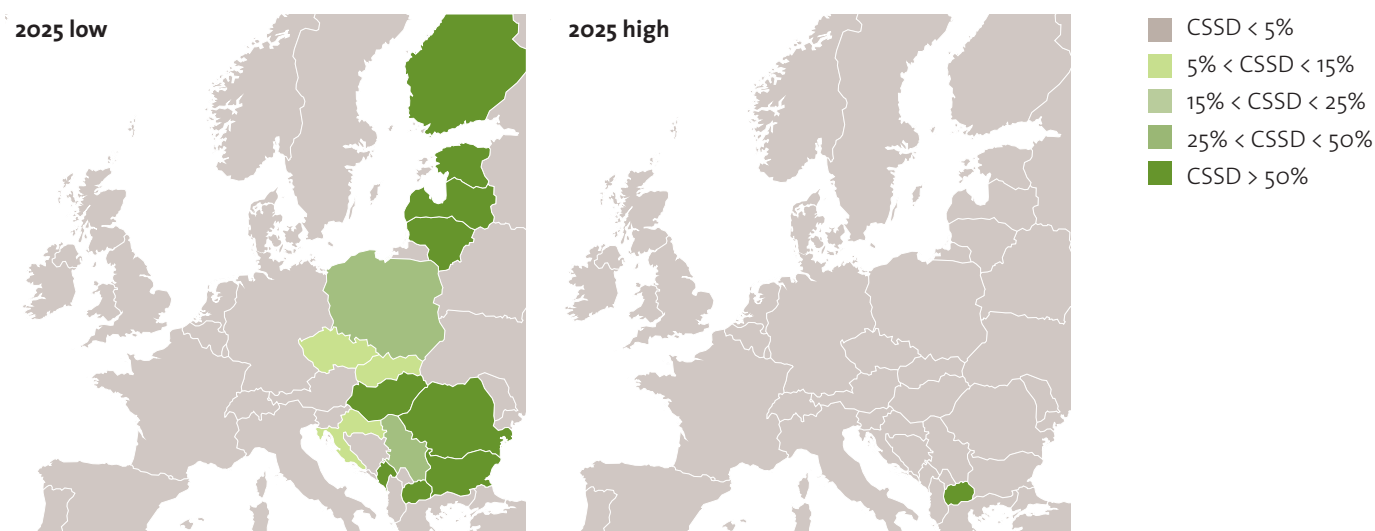 2025 low
2025 high
CSSD < 5%
5% < CSSD < 15%
15% < CSSD < 25%
25% < CSSD < 50%
CSSD > 50%